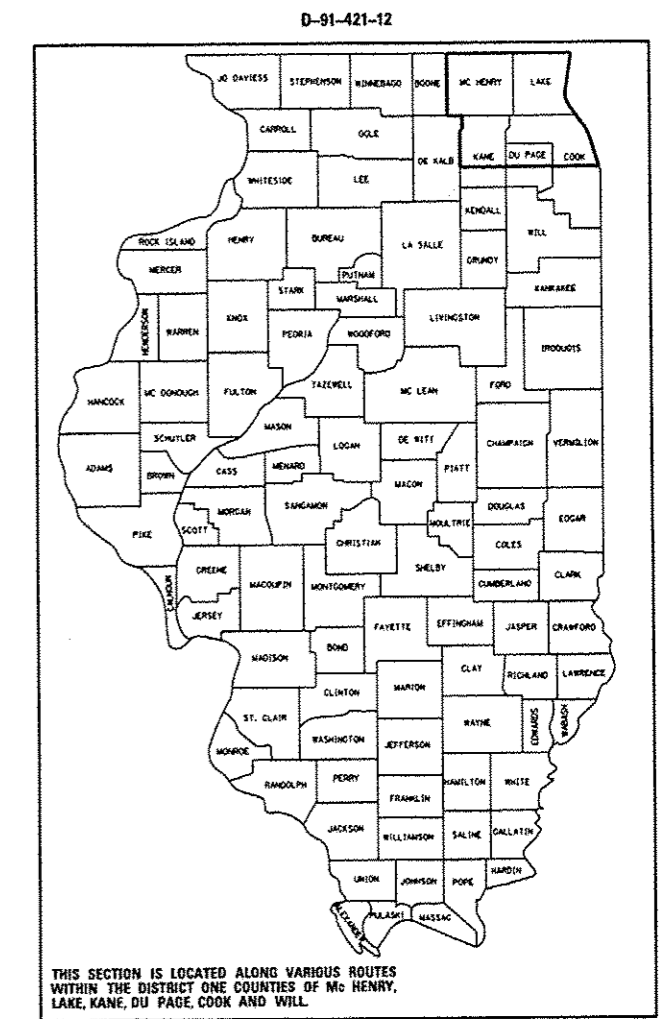 D-91-421-12
JO DAVIESS STEPHENSON WINNEBAGO BOONE MC HENRY LAKE
CARROLL OGLE DE KALB KANE DU PAGE COOK
WHITESIDE LEE
KENDALL
ROCK ISLAND HENRY BUREAU LA SALLE GRUNDY WILL
MERCER STARK PUTNAM KANKAKEE
HENDERSON WARREN KNOX MARSHALL LIVINGSTON
PEORIA WOODFORD IROQUOIS
HANCOCK MC DONOUGH FULTON TAZEWELL MC LEAN FORD
SCHUYLER MASON LOGAN DE WITT CHAMPAIGN VERMILION
ADAMS BROWN CASS MENARD MACON PIATT
PIKE SCOTT MORGAN SANGAMON MOULTRIE DOUGLAS EDGAR
CHRISTIAN COLES
CALHOUN GREENE MACOUPIN MONTGOMERY SHELBY CUMBERLAND CLARK
JERSEY
FAYETTE EFFINGHAM JASPER CRAWFORD
MADISON BOND
CLAY RICHLAND LAWRENCE
CLINTON MARION
ST. CLAIR WAYNE EDWARDS WABASH
MONROE WASHINGTON JEFFERSON
RANDOLPH PERRY HAMILTON WHITE
FRANKLIN
JACKSON WILLIAMSON SALINE GALLATIN
UNION JOHNSON POPE HARDIN
ALEXANDER PULASKI MASSAC
THIS SECTION IS LOCATED ALONG VARIOUS ROUTES
WITHIN THE DISTRICT ONE COUNTIES OF Mc HENRY,
LAKE, KANE, DU PAGE, COOK AND WILL.